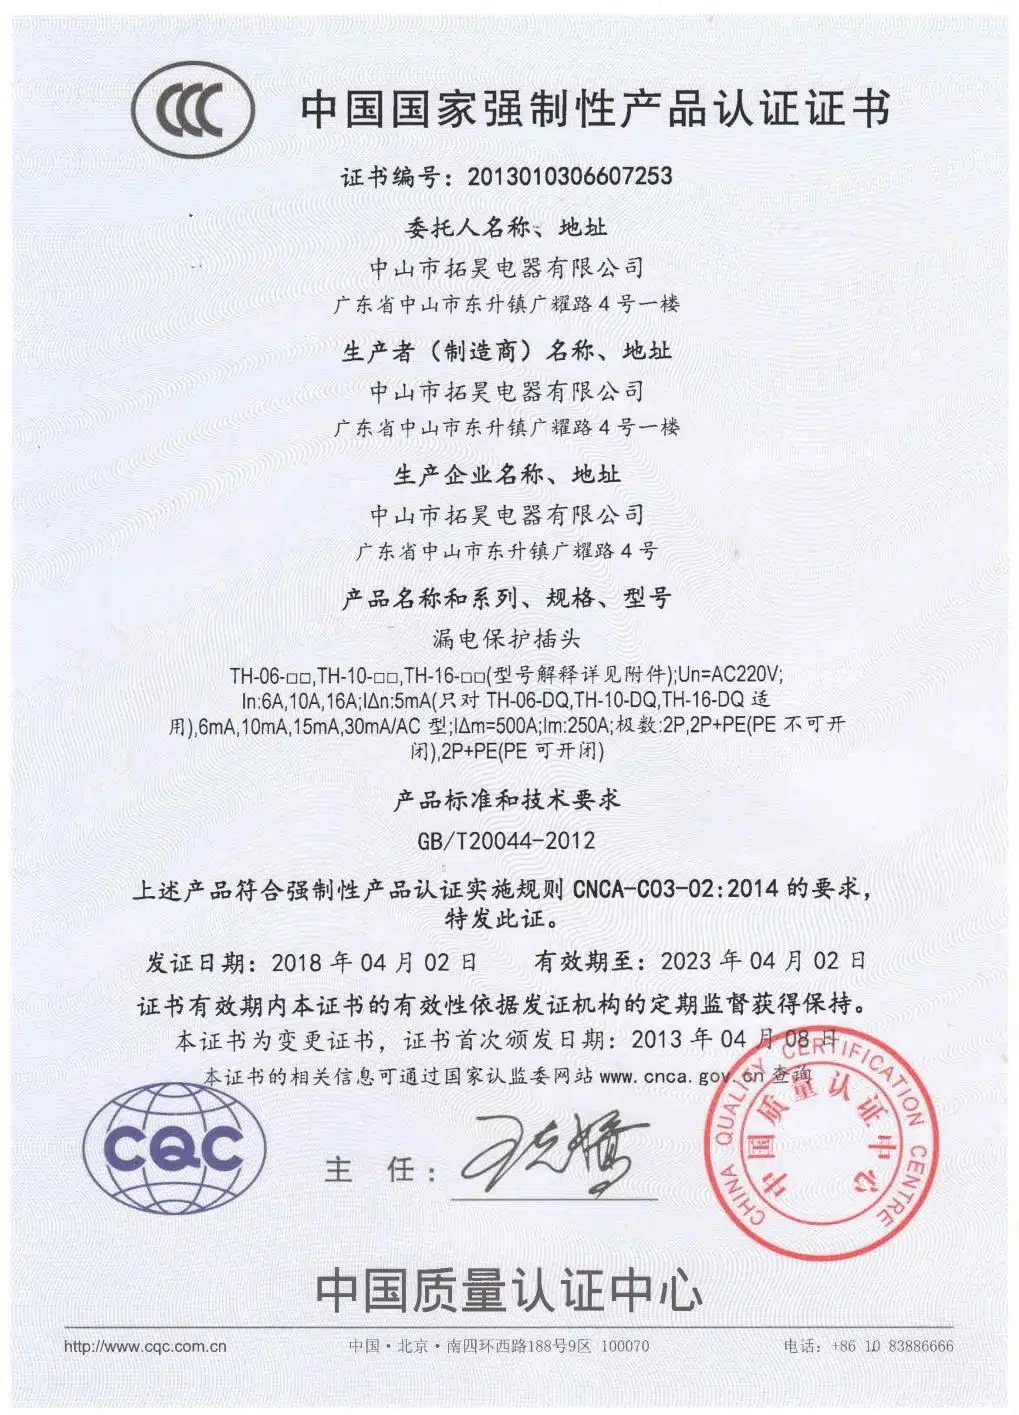 中国国家强制性产品认证证书
证书编号：2013010306607253
委托人名称、地址
中山市拓昊电器有限公司
广东省中山市东升镇广耀路4号一楼
生产者（制造商）名称、地址
中山市拓昊电器有限公司
广东省中山市东升镇广耀路4号一楼
生产企业名称、地址
中山市拓昊电器有限公司
广东省中山市东升镇广耀路4号
产品名称和系列、规格、型号
漏电保护插头
TH-06-□□,TH-10-□□,TH-16-□□(型号解释详见附件);Un=AC220V;
In:6A,10A,16A;IΔn:5mA(只对 TH-06-DQ,TH-10-DQ,TH-16-DQ 适
用),6mA,10mA,15mA,30mA/AC 型;IΔm=500A;Im:250A;极数:2P,2P+PE(PE 不可开
闭),2P+PE(PE 可开闭)
产品标准和技术要求
GB/T20044-2012
上述产品符合强制性产品认证实施规则 CNCA-C03-02:2014 的要求，
特发此证。
发证日期：2018 年 04 月 02 日 有效期至：2023 年 04 月 02 日
证书有效期内本证书的有效性依据发证机构的定期监督获得保持。
本证书为变更证书，证书首次颁发日期：2013 年 04 月 08 日
本证书的相关信息可通过国家认监委网站 www.cnca.gov.cn 查询
CHINA QUALITY CERTIFICATION CENTRE
中国质量认证中心
CQC
主 任：
中国质量认证中心
http://www.cqc.com.cn 中国·北京·南四环西路188号9区 100070 电话：+86 10 83886666